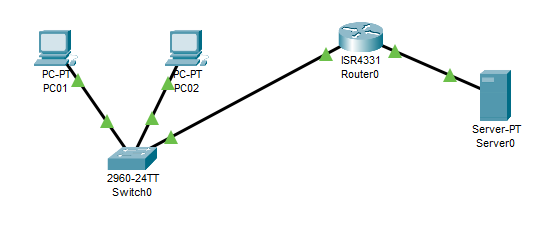 PC-PT
PC01
PC-PT
PC02
ISR4331
Router0
Server-PT
Server0
2960-24TT
Switch0